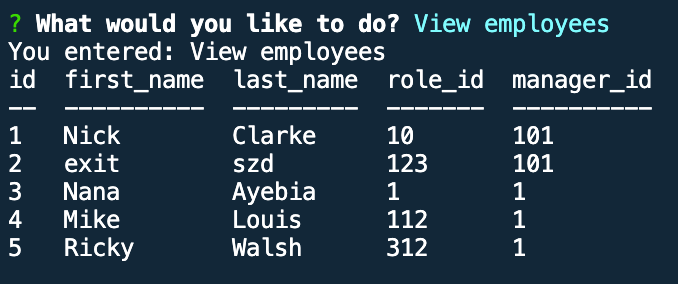 ? What would you like to do? View employees
You entered: View employees
id  first_name  last_name  role_id  manager_id
--  ----------  ---------  -------  ----------
1   Nick        Clarke     10       101
2   exit        szd        123      101
3   Nana        Ayebia     1        1
4   Mike        Louis      112      1
5   Ricky       Walsh      312      1